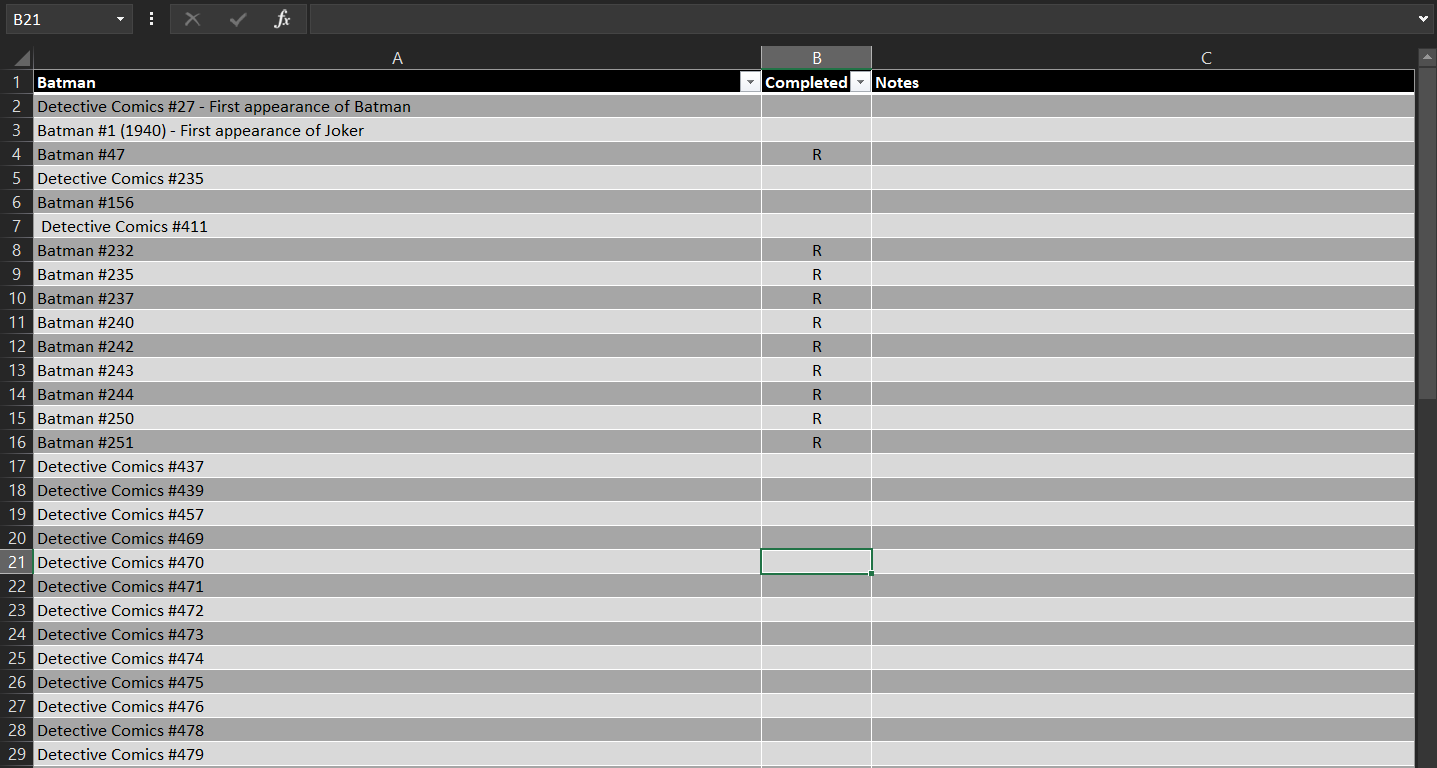 B21 fx
A B C
1 Batman Completed Notes
2 Detective Comics #27 - First appearance of Batman
3 Batman #1 (1940) - First appearance of Joker
4 Batman #47 R
5 Detective Comics #235
6 Batman #156
7 Detective Comics #411
8 Batman #232 R
9 Batman #235 R
10 Batman #237 R
11 Batman #240 R
12 Batman #242 R
13 Batman #243 R
14 Batman #244 R
15 Batman #250 R
16 Batman #251 R
17 Detective Comics #437
18 Detective Comics #439
19 Detective Comics #457
20 Detective Comics #469
21 Detective Comics #470
22 Detective Comics #471
23 Detective Comics #472
24 Detective Comics #473
25 Detective Comics #474
26 Detective Comics #475
27 Detective Comics #476
28 Detective Comics #478
29 Detective Comics #479